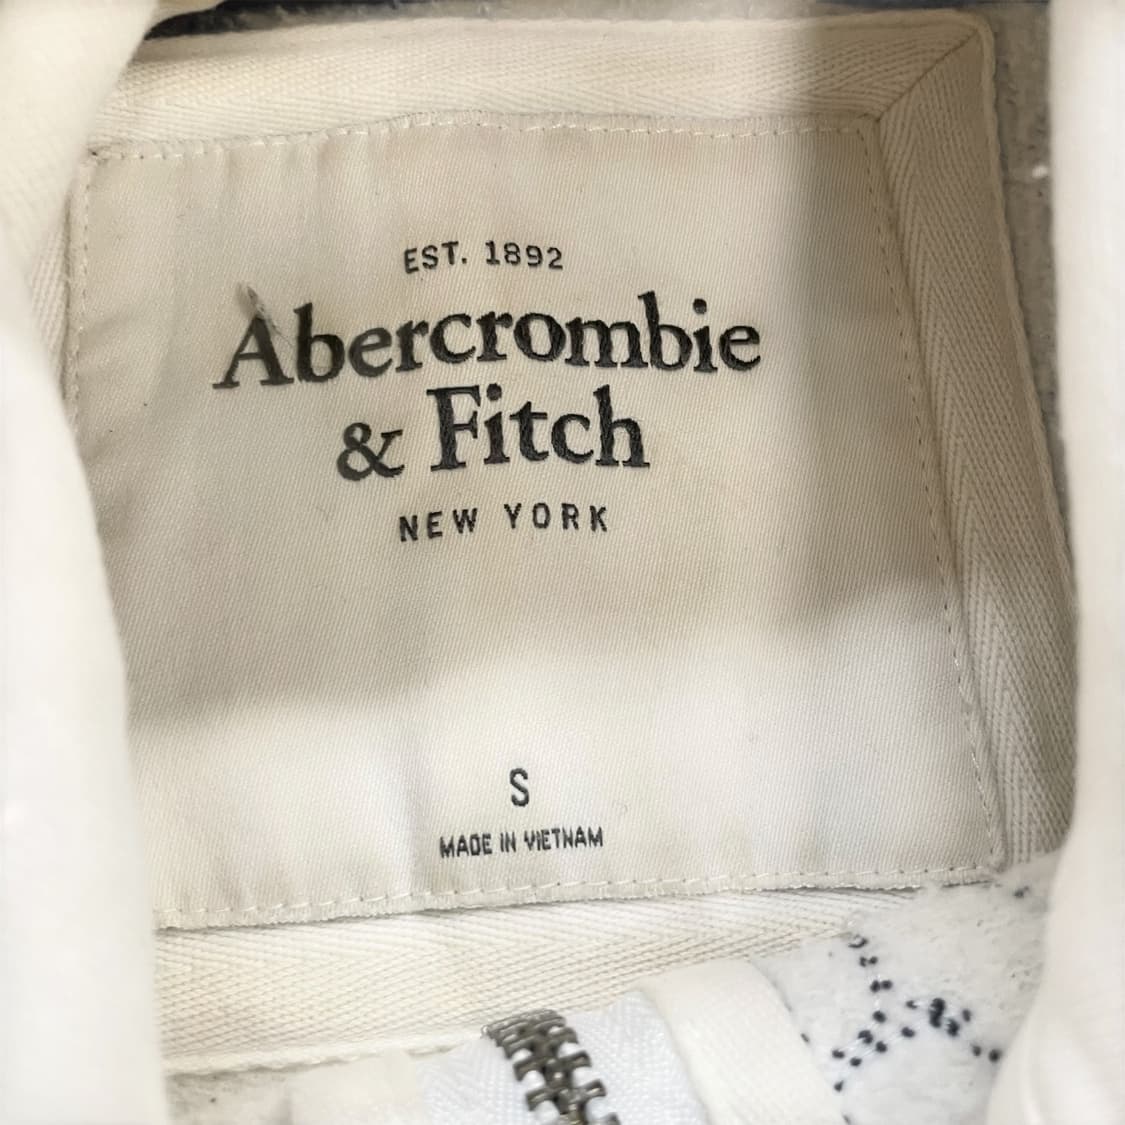 EST. 1892
Abercrombie
& Fitch
NEW YORK
S
MADE IN VIETNAM